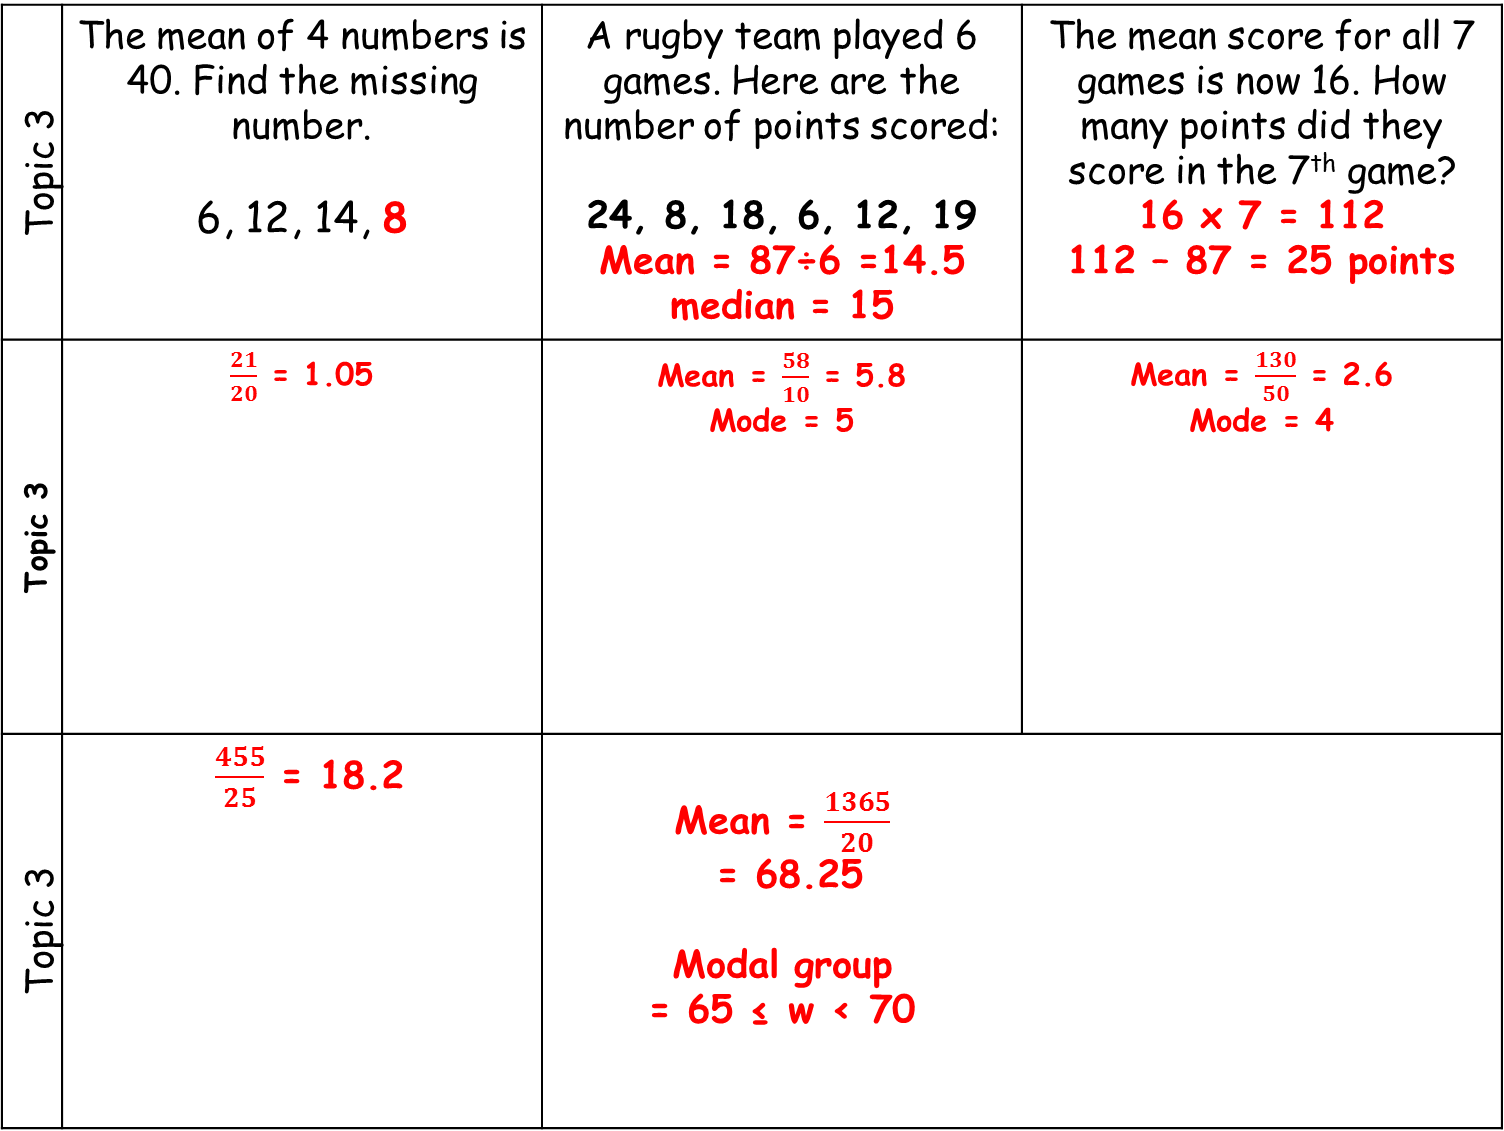 Topic 3
The mean of 4 numbers is
40. Find the missing
number.
6, 12, 14, 8
A rugby team played 6
games. Here are the
number of points scored:
24, 8, 18, 6, 12, 19
Mean = 87÷6 =14.5
median = 15
The mean score for all 7
games is now 16. How
many points did they
score in the 7th game?
16 x 7 = 112
112 – 87 = 25 points
Topic 3
21/20 = 1.05
Mean = 58/10 = 5.8
Mode = 5
Mean = 130/50 = 2.6
Mode = 4
Topic 3
455/25 = 18.2
Mean = 1365/20
= 68.25
Modal group
= 65 ≤ w < 70